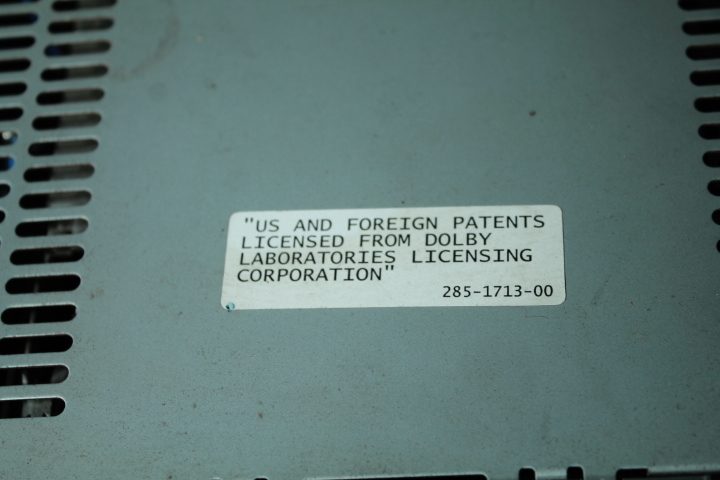 "US AND FOREIGN PATENTS
LICENSED FROM DOLBY
LABORATORIES LICENSING
CORPORATION"
285-1713-00